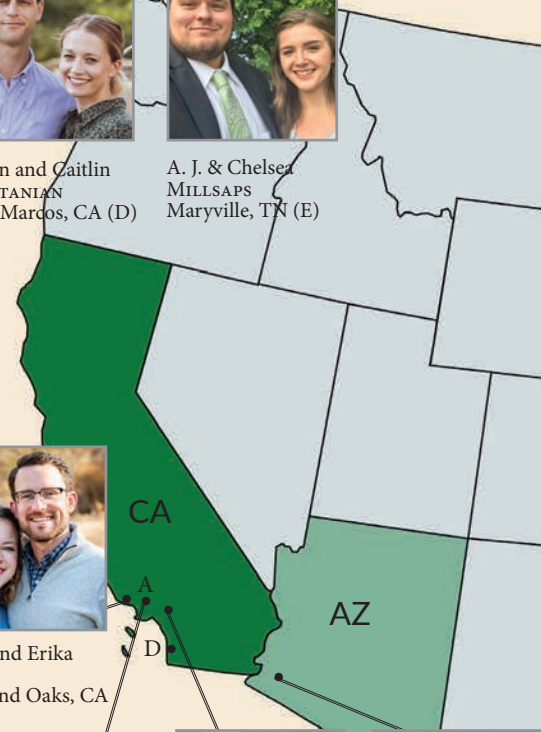 n and Caitlin
TANIAN
Marcos, CA (D)
A. J. & Chelsea
MILLSAPS
Maryville, TN (E)
CA
AZ
A
D
nd Erika
nd Oaks, CA